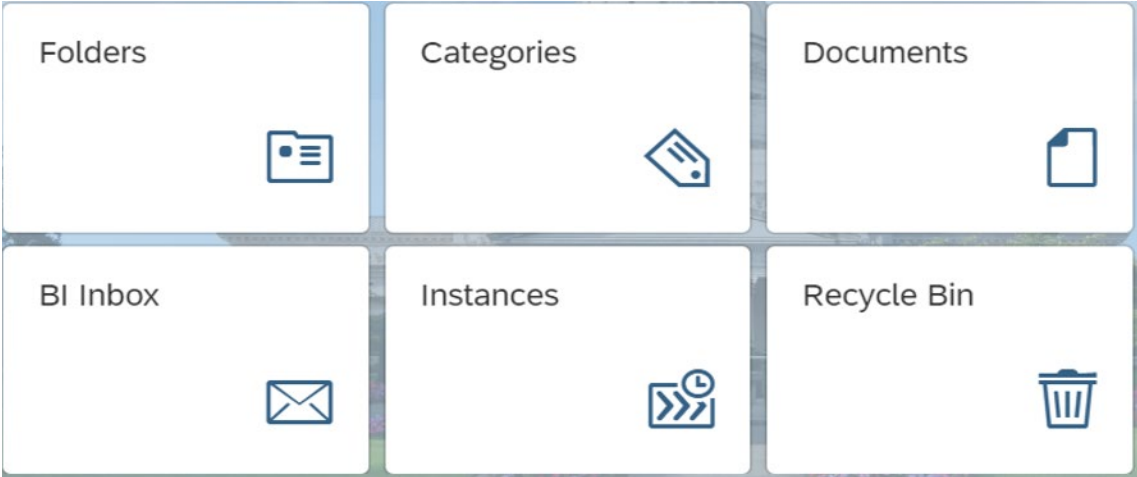 Folders
Categories
Documents
BI Inbox
Instances
Recycle Bin